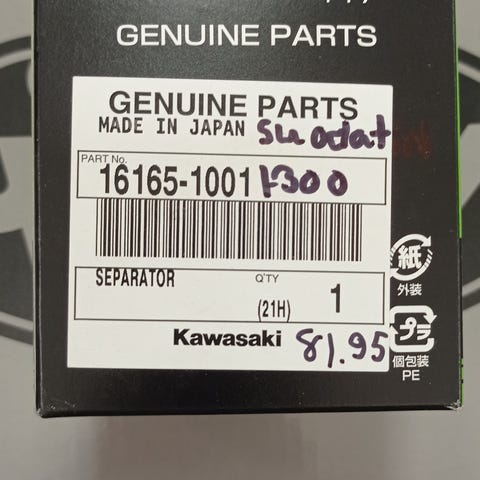 GENUINE PARTS
GENUINE PARTS
MADE IN JAPAN
PART No.
16165-1001 1300
SEPARATOR
Q'TY
(21H) 1
Kawasaki 81.95
紙
外装
プラ
個包装
PE